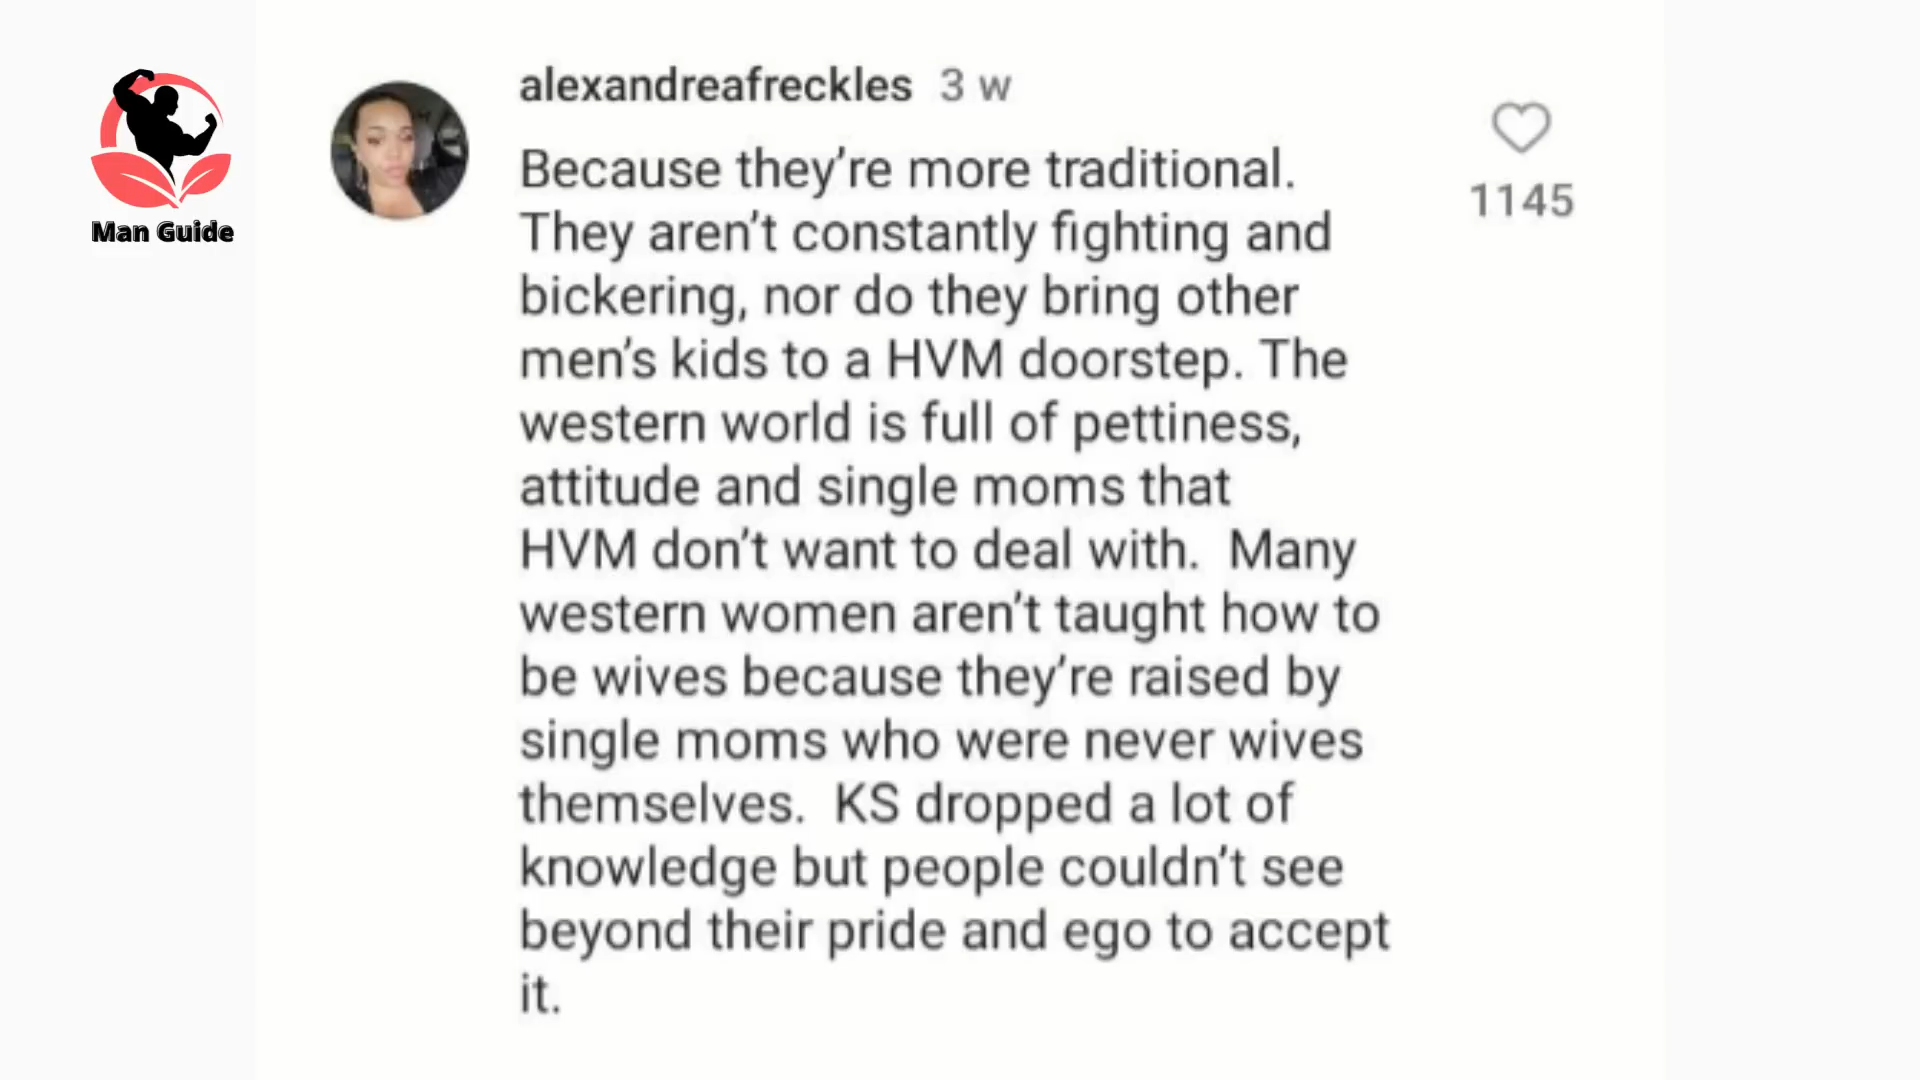 Man Guide
alexandreafreckles 3 w
1145
Because they're more traditional.
They aren't constantly fighting and
bickering, nor do they bring other
men's kids to a HVM doorstep. The
western world is full of pettiness,
attitude and single moms that
HVM don't want to deal with.  Many
western women aren't taught how to
be wives because they're raised by
single moms who were never wives
themselves.  KS dropped a lot of
knowledge but people couldn't see
beyond their pride and ego to accept
it.